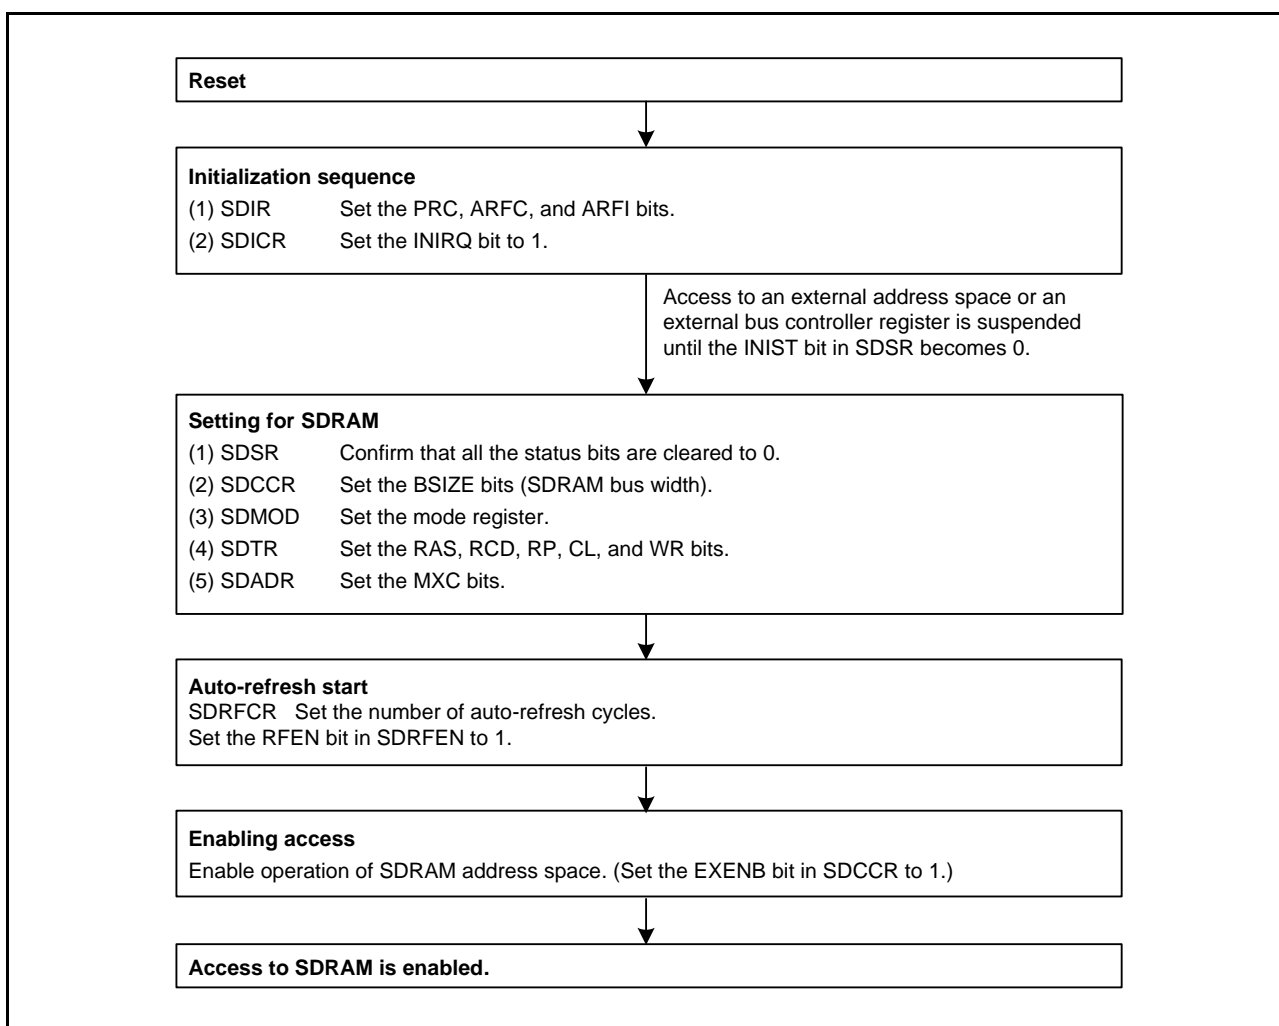 Reset
Initialization sequence
(1) SDIR Set the PRC, ARFC, and ARFI bits.
(2) SDICR Set the INIRQ bit to 1.
Access to an external address space or an
external bus controller register is suspended
until the INIST bit in SDSR becomes 0.
Setting for SDRAM
(1) SDSR Confirm that all the status bits are cleared to 0.
(2) SDCCR Set the BSIZE bits (SDRAM bus width).
(3) SDMOD Set the mode register.
(4) SDTR Set the RAS, RCD, RP, CL, and WR bits.
(5) SDADR Set the MXC bits.
Auto-refresh start
SDRFCR Set the number of auto-refresh cycles.
Set the RFEN bit in SDRFEN to 1.
Enabling access
Enable operation of SDRAM address space. (Set the EXENB bit in SDCCR to 1.)
Access to SDRAM is enabled.